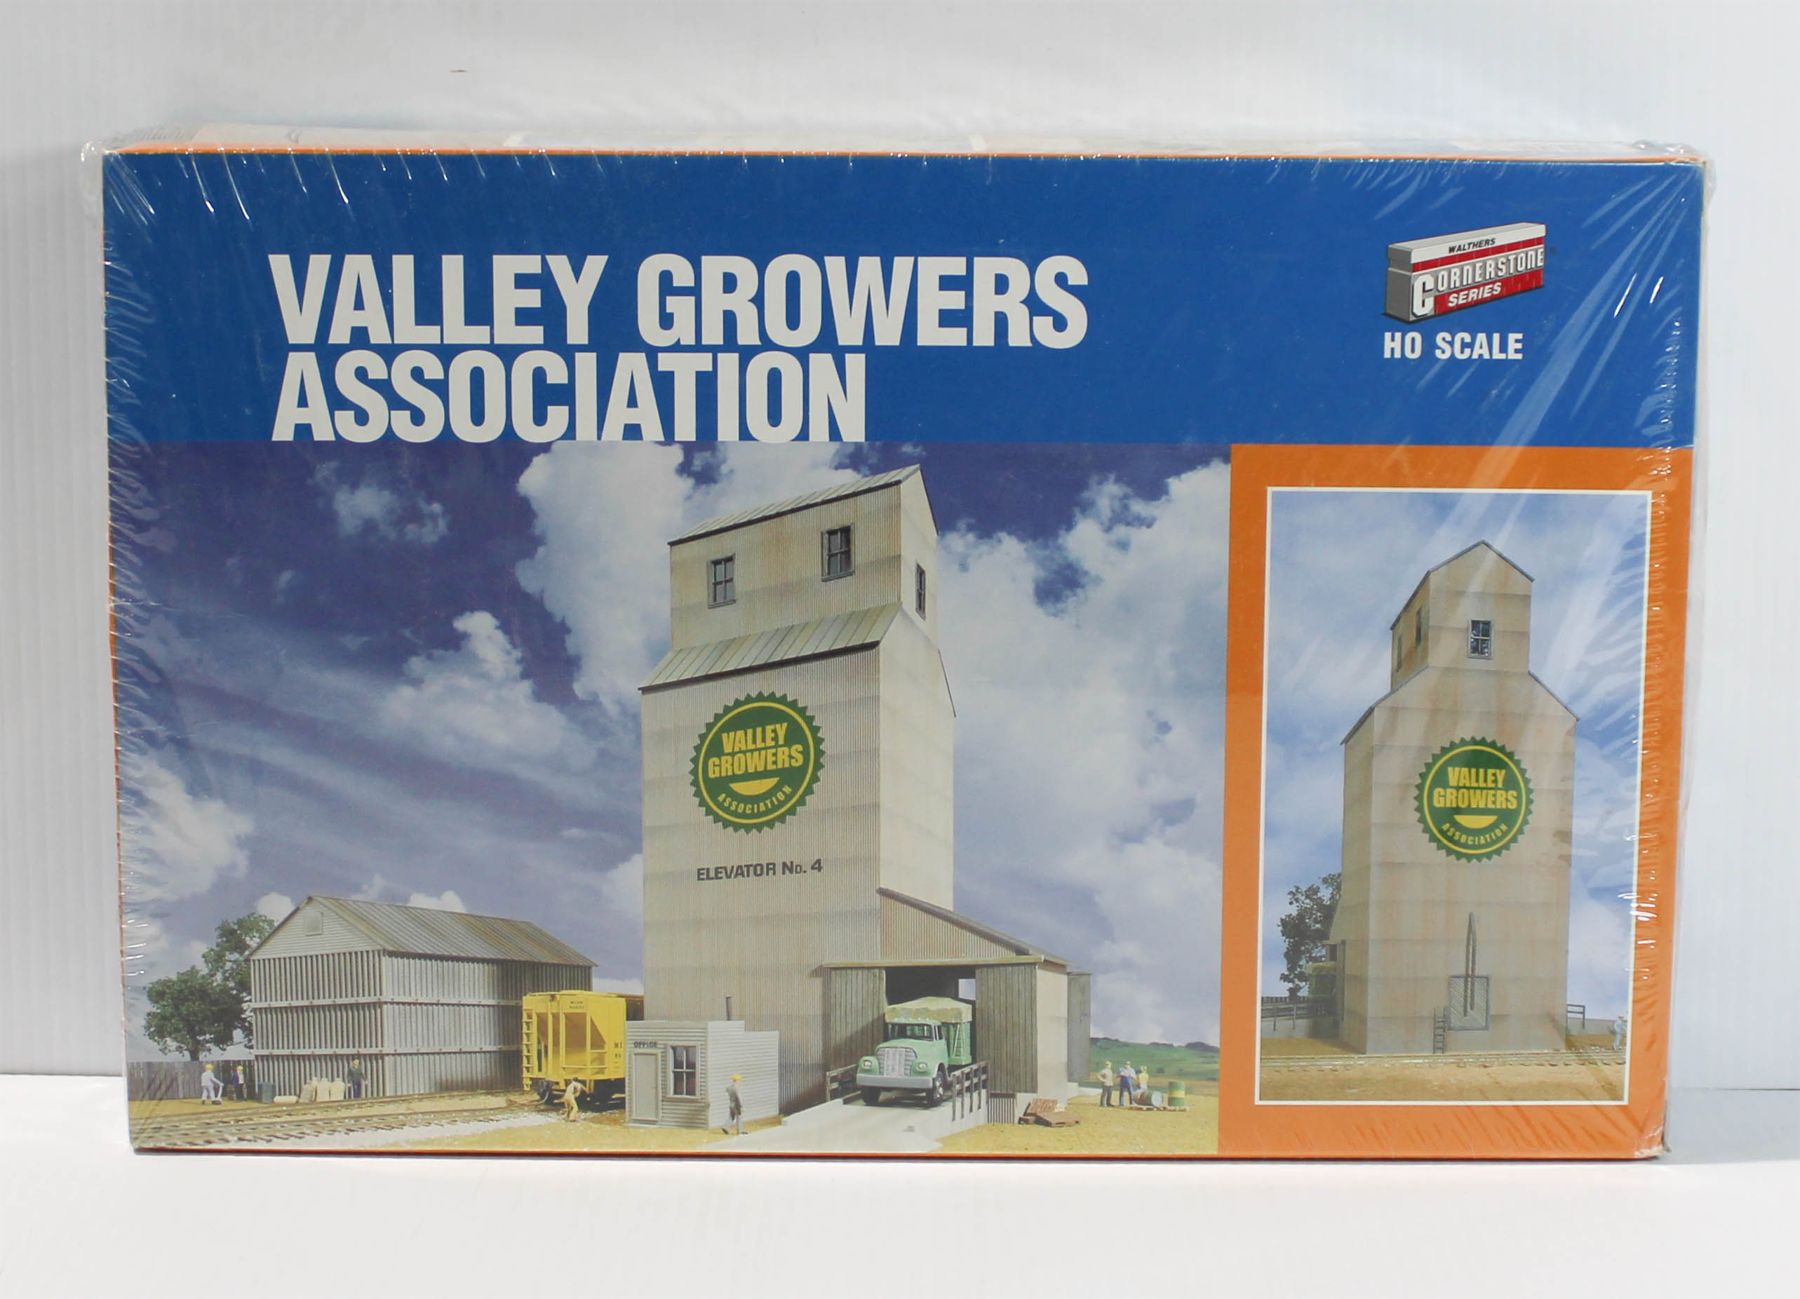 VALLEY GROWERS
ASSOCIATION
WALTHERS
CORNERSTONE
SERIES
HO SCALE
VALLEY
GROWERS
ASSOCIATION
ELEVATOR No. 4
OFFICE
VALLEY
GROWERS
ASSOCIATION